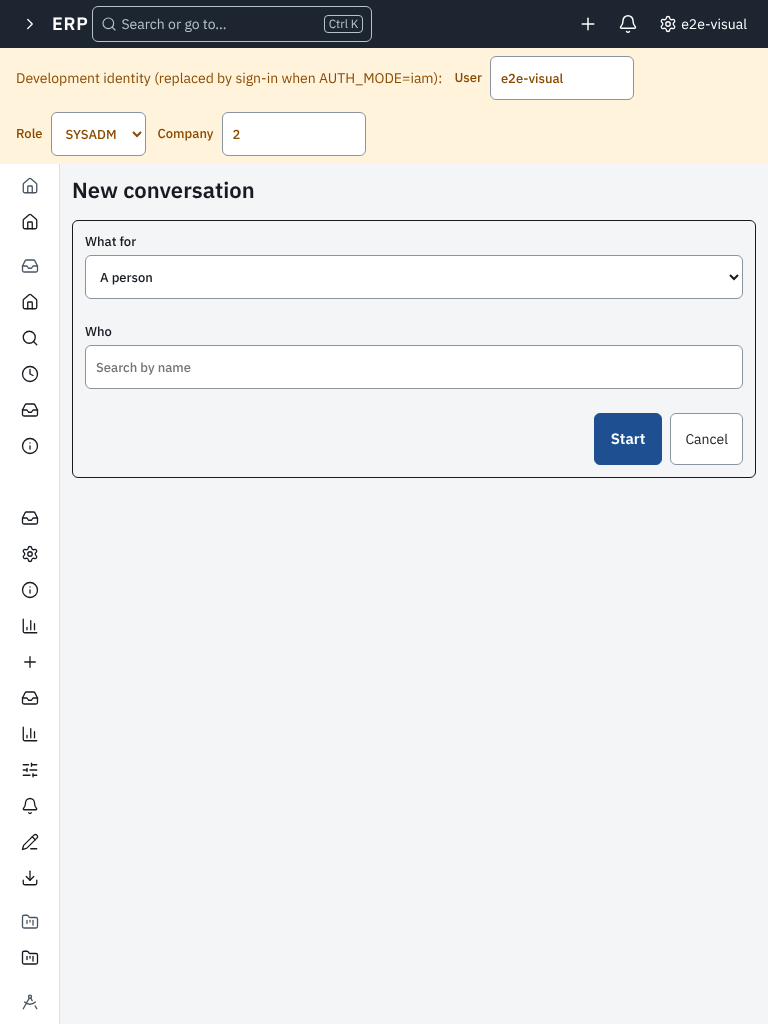 ERP
Search or go to...
Ctrl K
e2e-visual
Development identity (replaced by sign-in when AUTH_MODE=iam):
User
e2e-visual
Role
SYSADM
Company
2
New conversation
What for
A person
Who
Search by name
Start
Cancel